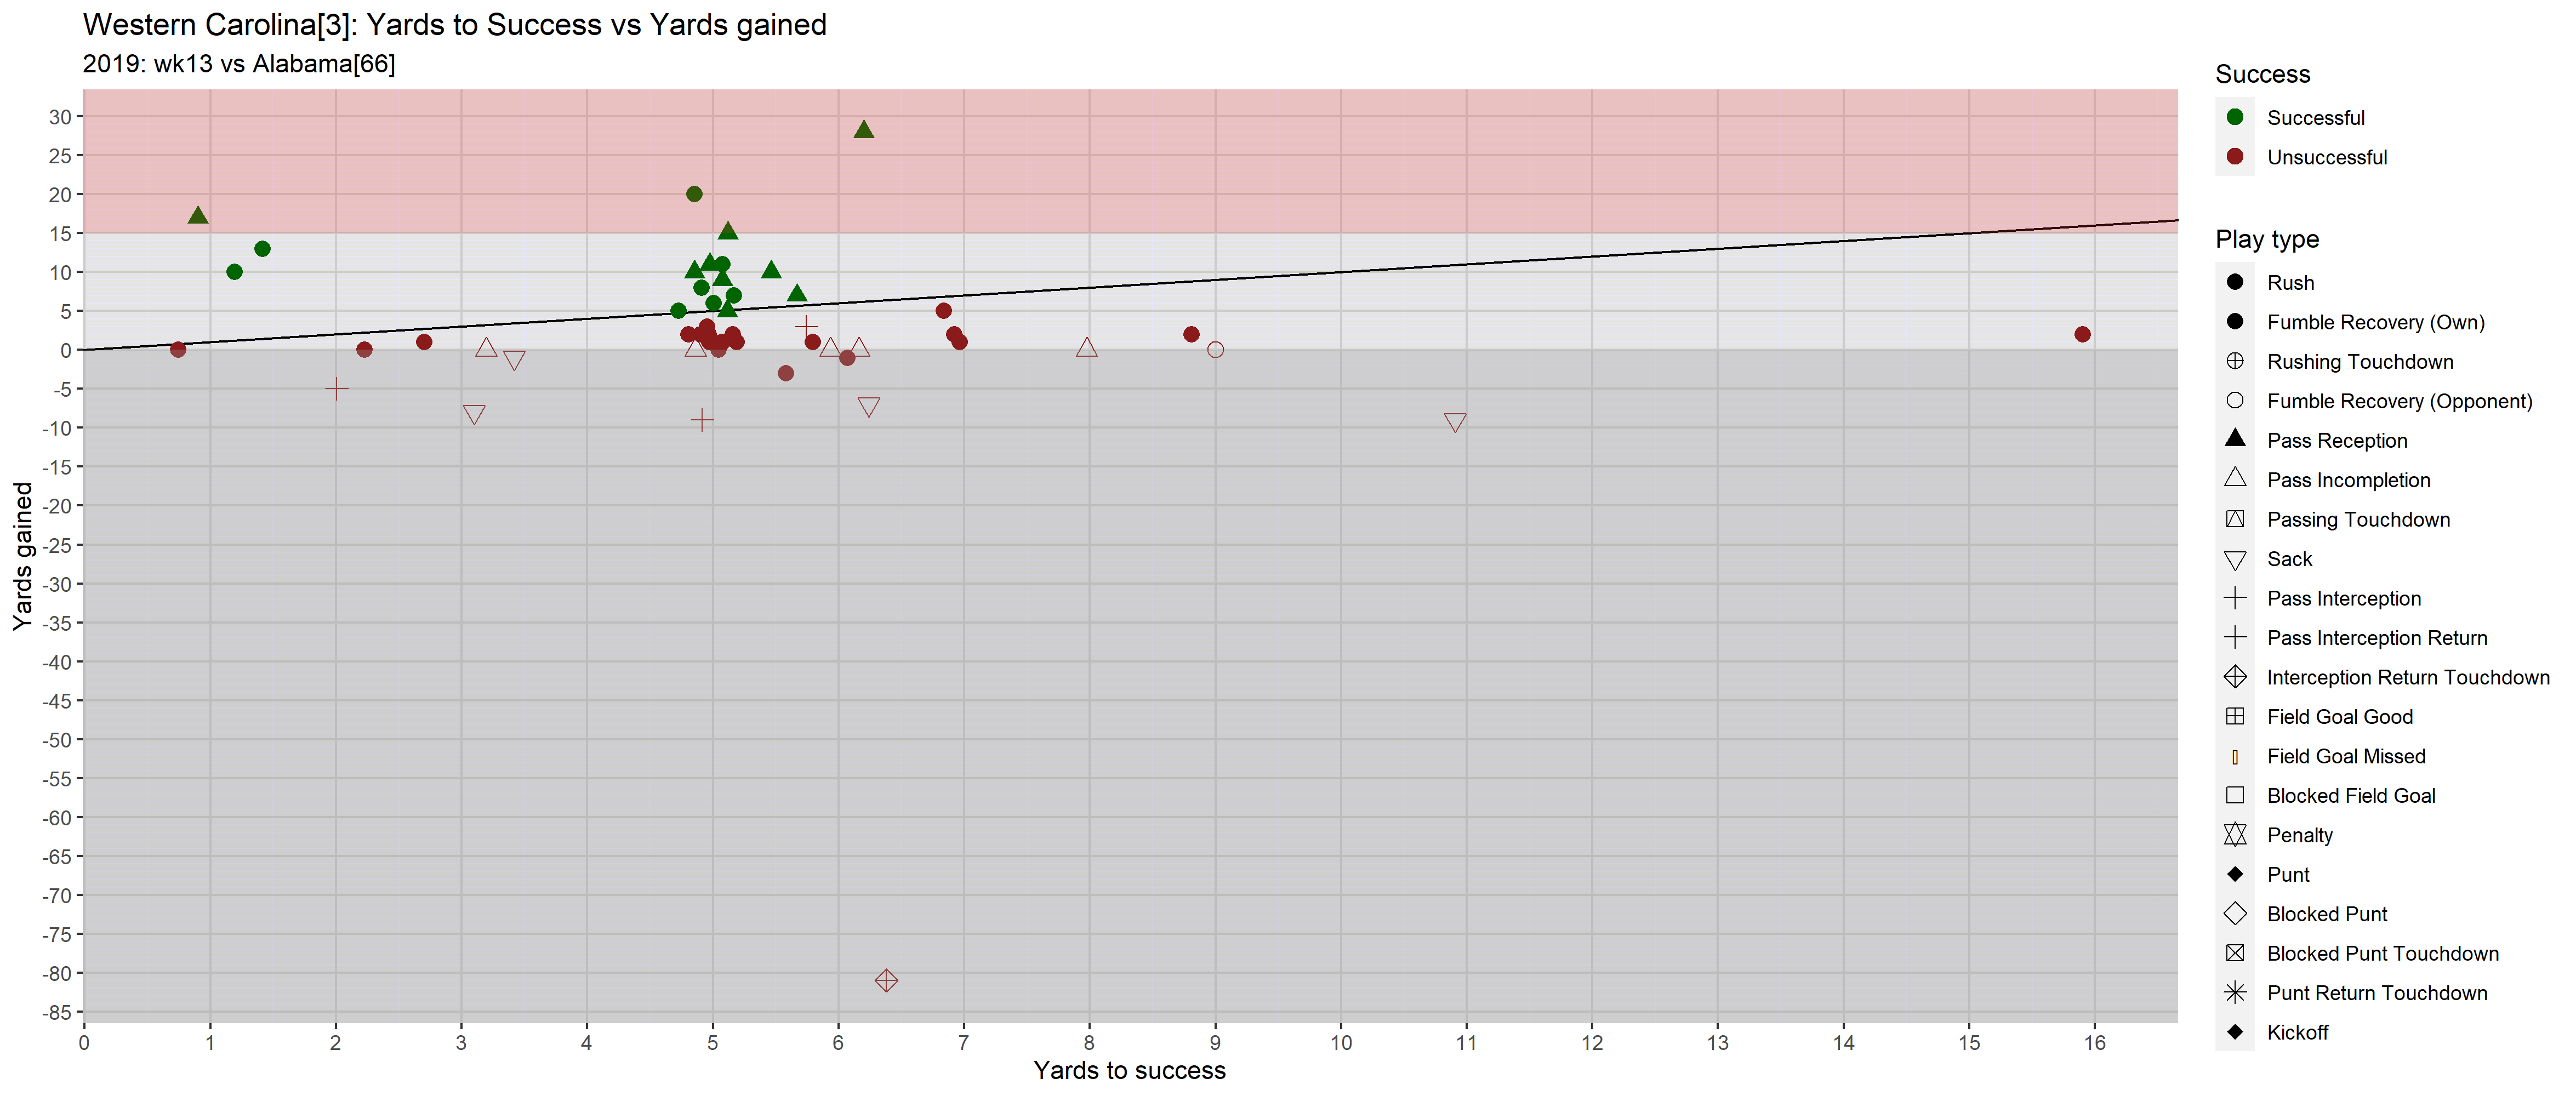 Western Carolina[3]: Yards to Success vs Yards gained
2019: wk13 vs Alabama[66]
Yards gained
30
25
20
15
10
5
0
-5
-10
-15
-20
-25
-30
-35
-40
-45
-50
-55
-60
-65
-70
-75
-80
-85
0 1 2 3 4 5 6 7 8 9 10 11 12 13 14 15 16
Yards to success
Success
Successful
Unsuccessful
Play type
Rush
Fumble Recovery (Own)
Rushing Touchdown
Fumble Recovery (Opponent)
Pass Reception
Pass Incompletion
Passing Touchdown
Sack
Pass Interception
Pass Interception Return
Interception Return Touchdown
Field Goal Good
Field Goal Missed
Blocked Field Goal
Penalty
Punt
Blocked Punt
Blocked Punt Touchdown
Punt Return Touchdown
Kickoff